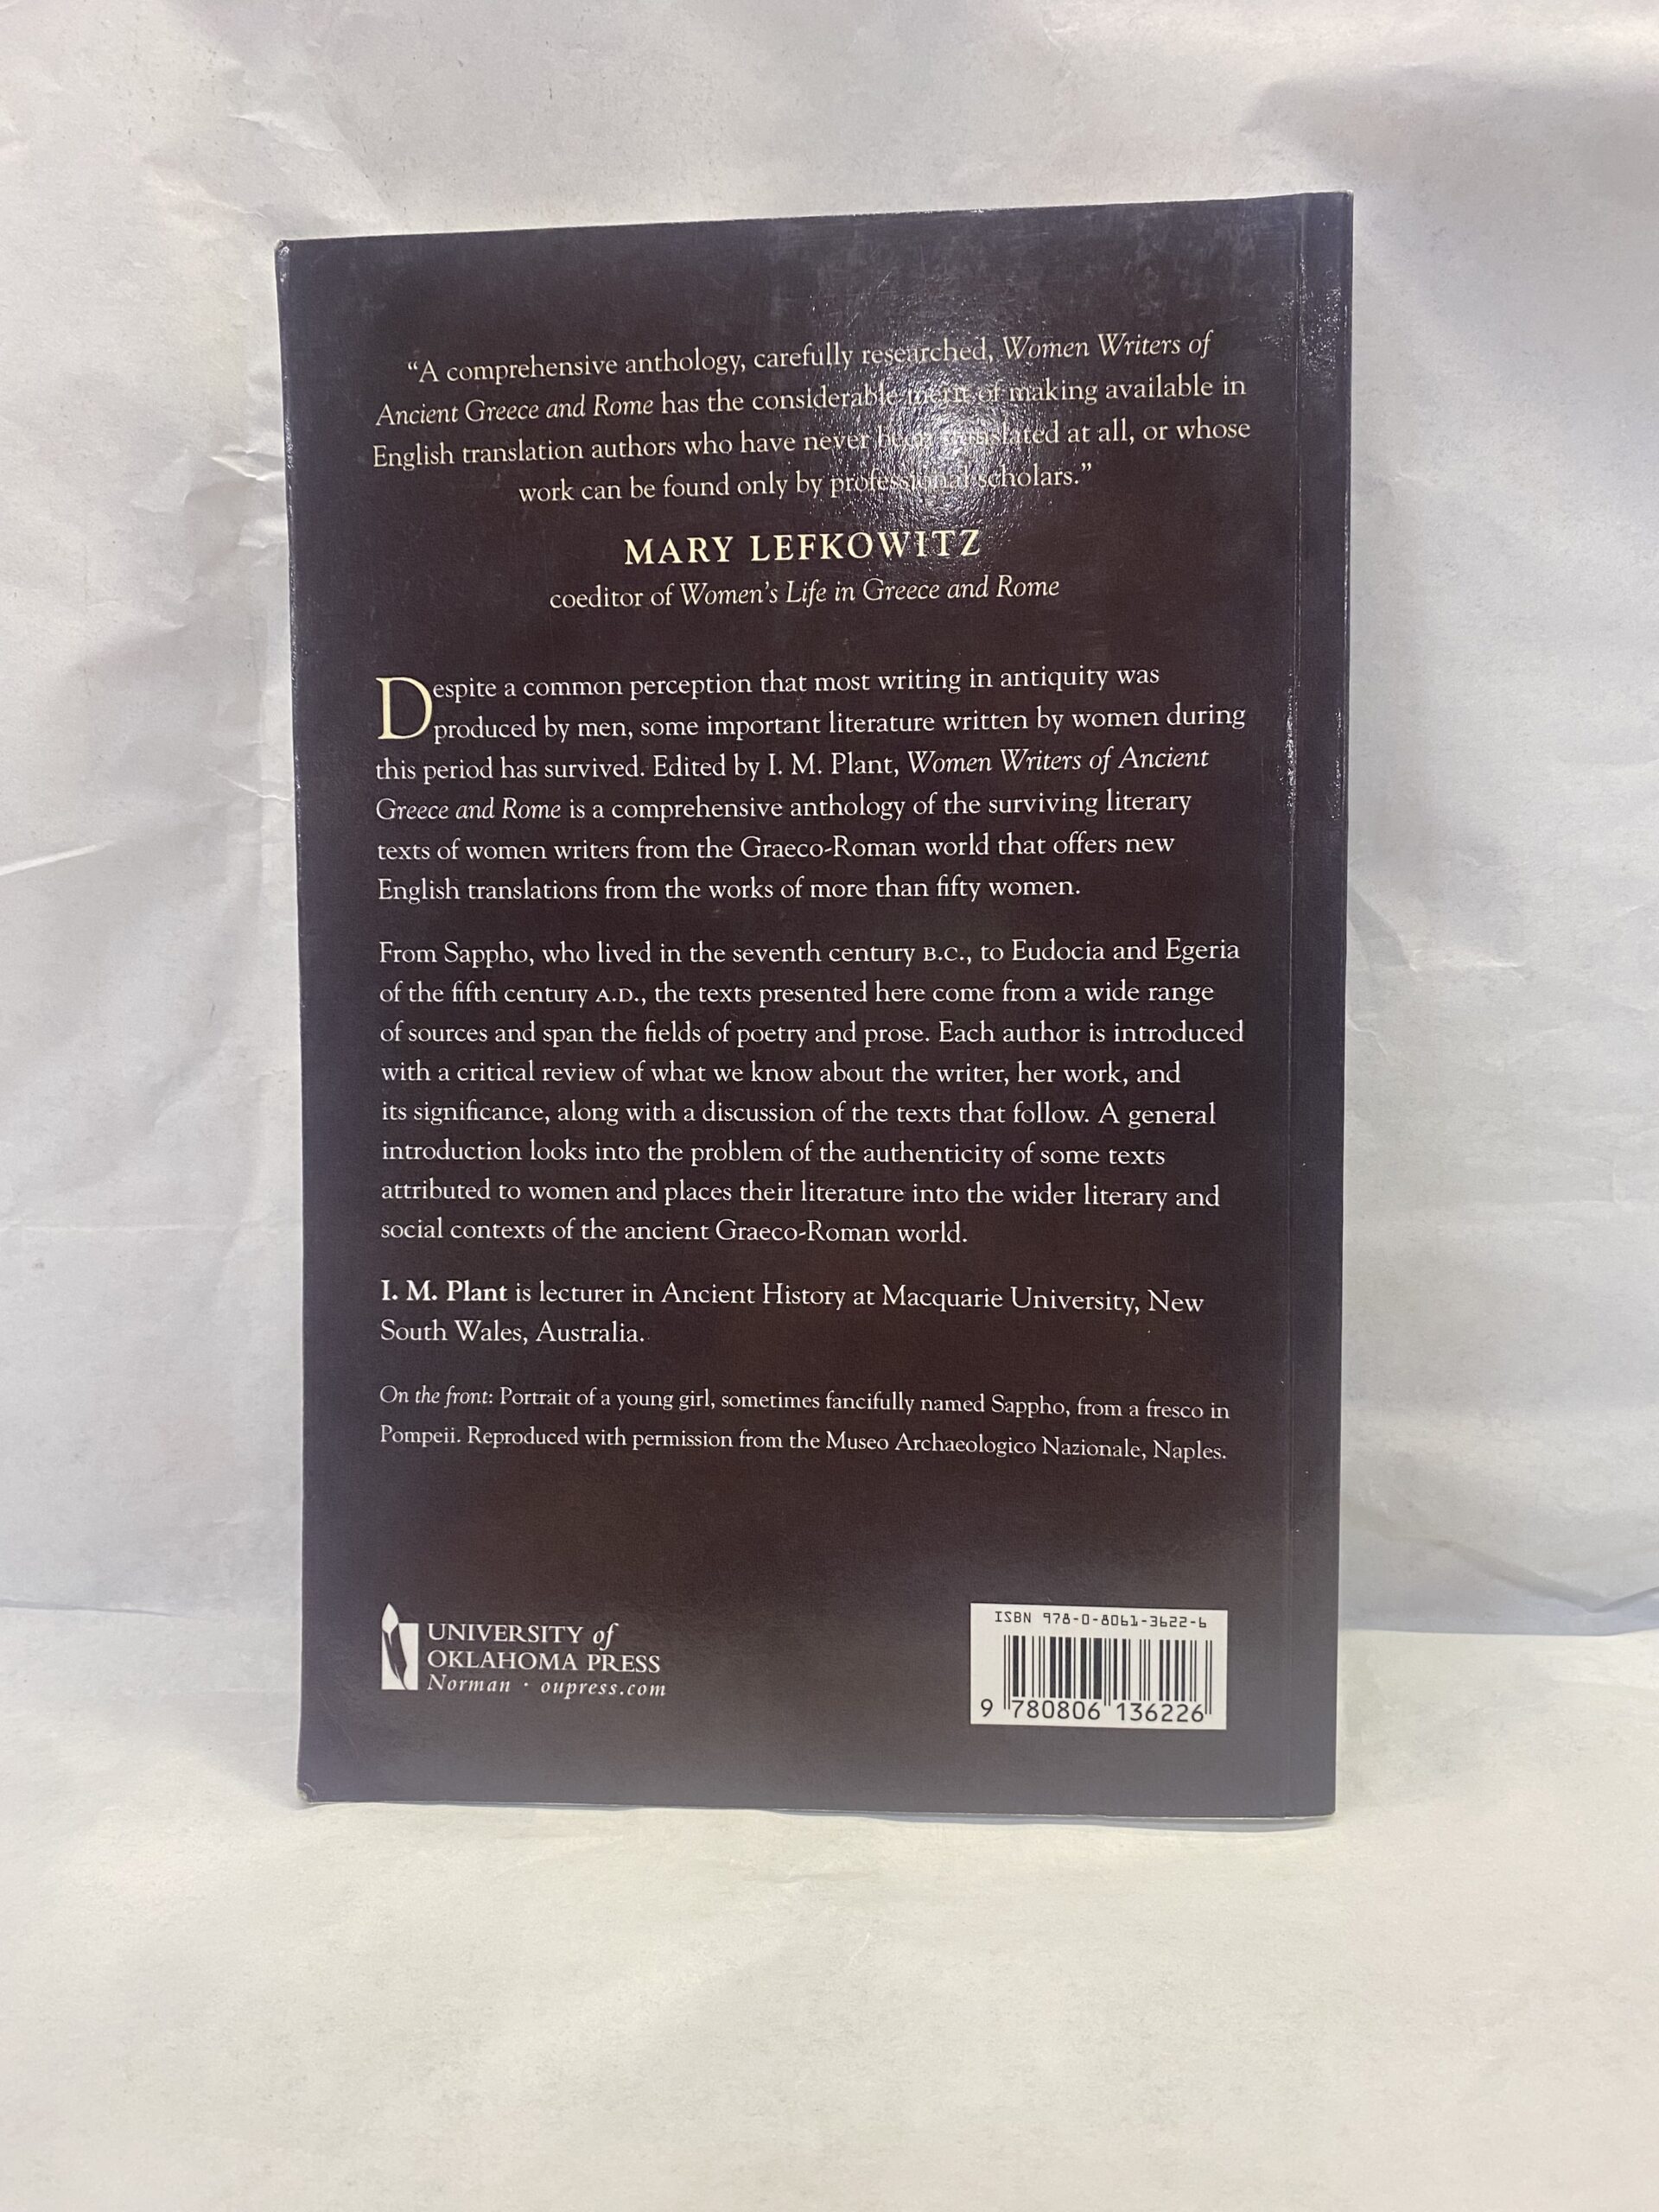 “A comprehensive anthology, carefully researched, Women Writers of
Ancient Greece and Rome has the considerable merit of making available in
English translation authors who have never been translated at all, or whose
work can be found only by professional scholars.”
MARY LEFKOWITZ
coeditor of Women’s Life in Greece and Rome
Despite a common perception that most writing in antiquity was
produced by men, some important literature written by women during
this period has survived. Edited by I. M. Plant, Women Writers of Ancient
Greece and Rome is a comprehensive anthology of the surviving literary
texts of women writers from the Graeco-Roman world that offers new
English translations from the works of more than fifty women.
From Sappho, who lived in the seventh century B.C., to Eudocia and Egeria
of the fifth century A.D., the texts presented here come from a wide range
of sources and span the fields of poetry and prose. Each author is introduced
with a critical review of what we know about the writer, her work, and
its significance, along with a discussion of the texts that follow. A general
introduction looks into the problem of the authenticity of some texts
attributed to women and places their literature into the wider literary and
social contexts of the ancient Graeco-Roman world.
I. M. Plant is lecturer in Ancient History at Macquarie University, New
South Wales, Australia.
On the front: Portrait of a young girl, sometimes fancifully named Sappho, from a fresco in
Pompeii. Reproduced with permission from the Museo Archaeologico Nazionale, Naples.
UNIVERSITY of
OKLAHOMA PRESS
Norman · oupress.com
ISBN 978-0-8061-3622-6
9 780806 136226